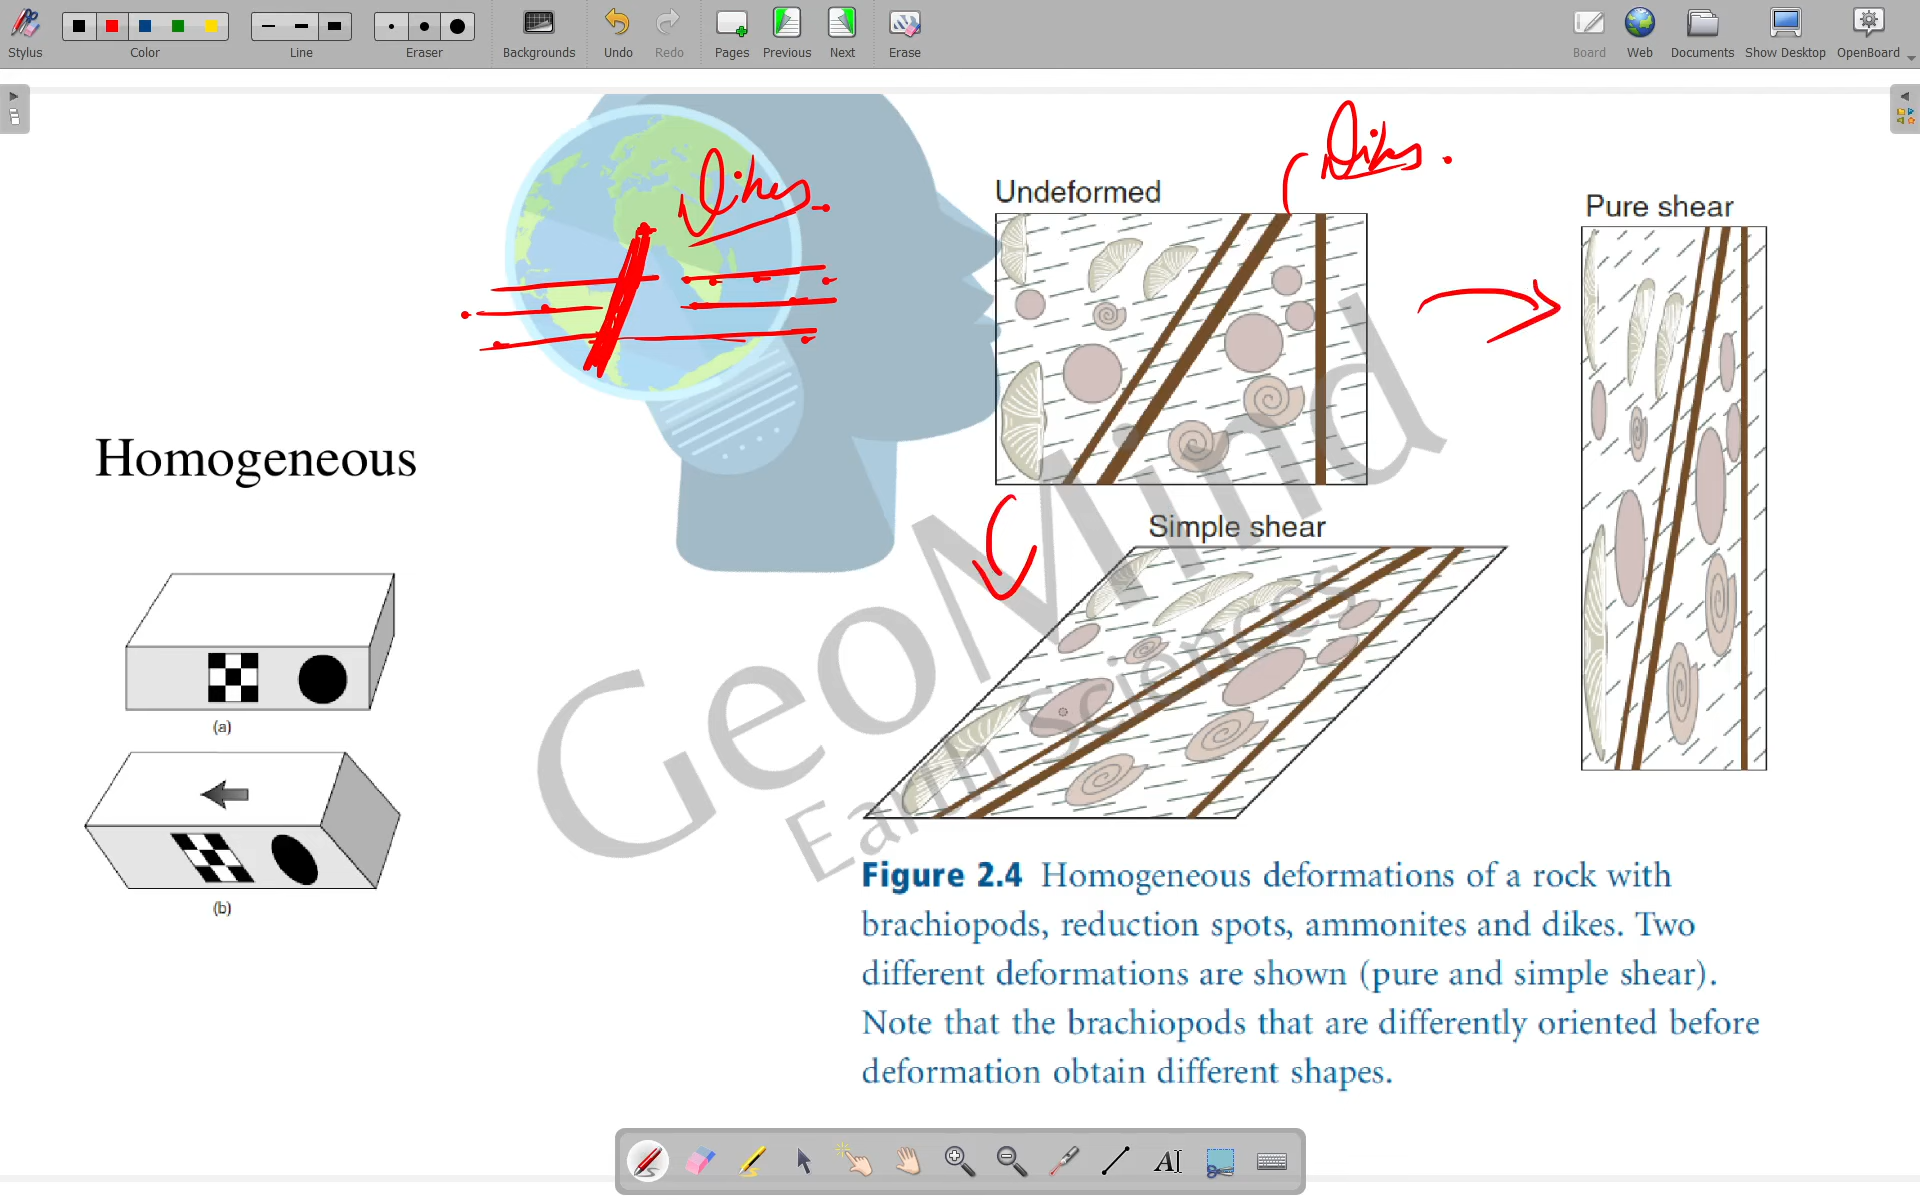 Stylus Color Line Eraser Backgrounds Undo Redo Pages Previous Next Erase Board Web Documents Show Desktop OpenBoard
Dikes.
Dikes
Undeformed
Pure shear
Homogeneous
Simple shear
GeoMind
Earth Sciences
(a)
(b)
Figure 2.4 Homogeneous deformations of a rock with
brachiopods, reduction spots, ammonites and dikes. Two
different deformations are shown (pure and simple shear).
Note that the brachiopods that are differently oriented before
deformation obtain different shapes.